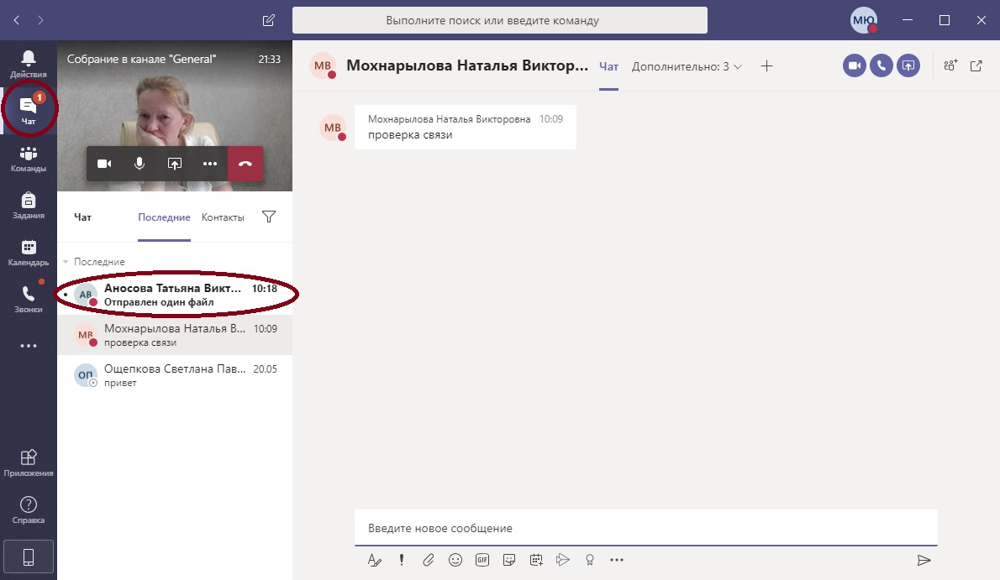 Выполните поиск или введите команду
МЮ
Действия
1
Чат
Команды
Задания
Календарь
Звонки
Приложения
Справка
Собрание в канале "General"
21:33
Чат
Последние
Контакты
Последние
АВ
Аносова Татьяна Викт...
10:18
Отправлен один файл
МВ
Мохнарылова Наталья В...
10:09
проверка связи
ОП
Ощепкова Светлана Пав...
20.05
привет
МВ
Мохнарылова Наталья Виктор...
Чат
Дополнительно: 3
МВ
Мохнарылова Наталья Викторовна
10:09
проверка связи
Введите новое сообщение
GIF